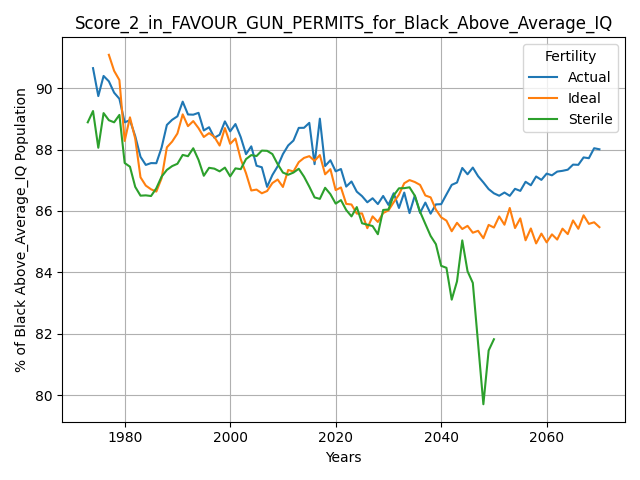 Score_2_in_FAVOUR_GUN_PERMITS_for_Black_Above_Average_IQ
Fertility
Actual
Ideal
Sterile
% of Black Above_Average_IQ Population
90
88
86
84
82
80
1980
2000
2020
2040
2060
Years